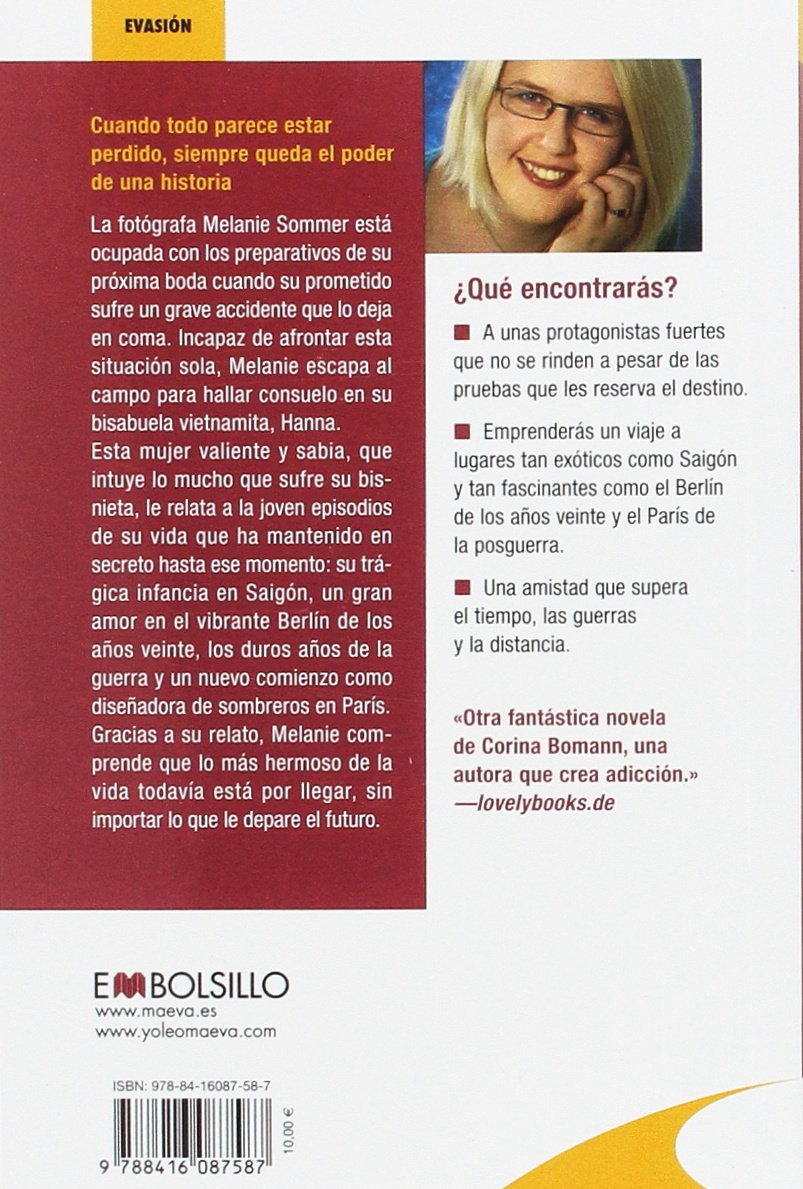 EVASIÓN
Cuando todo parece estar
perdido, siempre queda el poder
de una historia
La fotógrafa Melanie Sommer está
ocupada con los preparativos de su
próxima boda cuando su prometido
sufre un grave accidente que lo deja
en coma. Incapaz de afrontar esta
situación sola, Melanie escapa al
campo para hallar consuelo en su
bisabuela vietnamita, Hanna.
Esta mujer valiente y sabia, que
intuye lo mucho que sufre su bis-
nieta, le relata a la joven episodios
de su vida que ha mantenido en
secreto hasta ese momento: su trá-
gica infancia en Saigón, un gran
amor en el vibrante Berlín de los
años veinte, los duros años de la
guerra y un nuevo comienzo como
diseñadora de sombreros en París.
Gracias a su relato, Melanie com-
prende que lo más hermoso de la
vida todavía está por llegar, sin
importar lo que le depare el futuro.
¿Qué encontrarás?
■ A unas protagonistas fuertes
que no se rinden a pesar de las
pruebas que les reserva el destino.
■ Emprenderás un viaje a
lugares tan exóticos como Saigón
y tan fascinantes como el Berlín
de los años veinte y el París de
la posguerra.
■ Una amistad que supera
el tiempo, las guerras
y la distancia.
«Otra fantástica novela
de Corina Bomann, una
autora que crea adicción.»
—lovelybooks.de
EMBOLSILLO
www.maeva.es
www.yoleomaeva.com
ISBN: 978-84-16087-58-7
10,00 €
9 788416 087587